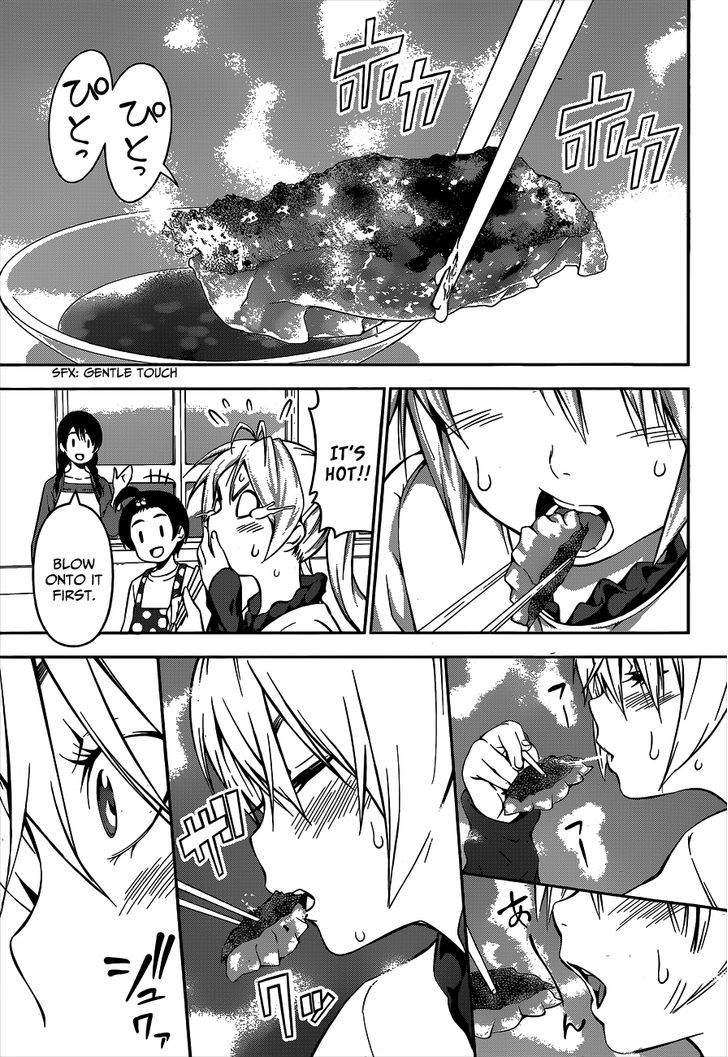 ホカ
ホカ
ぴとっ
ぴとっ
SFX: GENTLE TOUCH
IT'S
HOT!!
BLOW
ONTO IT
FIRST.
フー
フー
あーん
ザクッ
ジュワァ